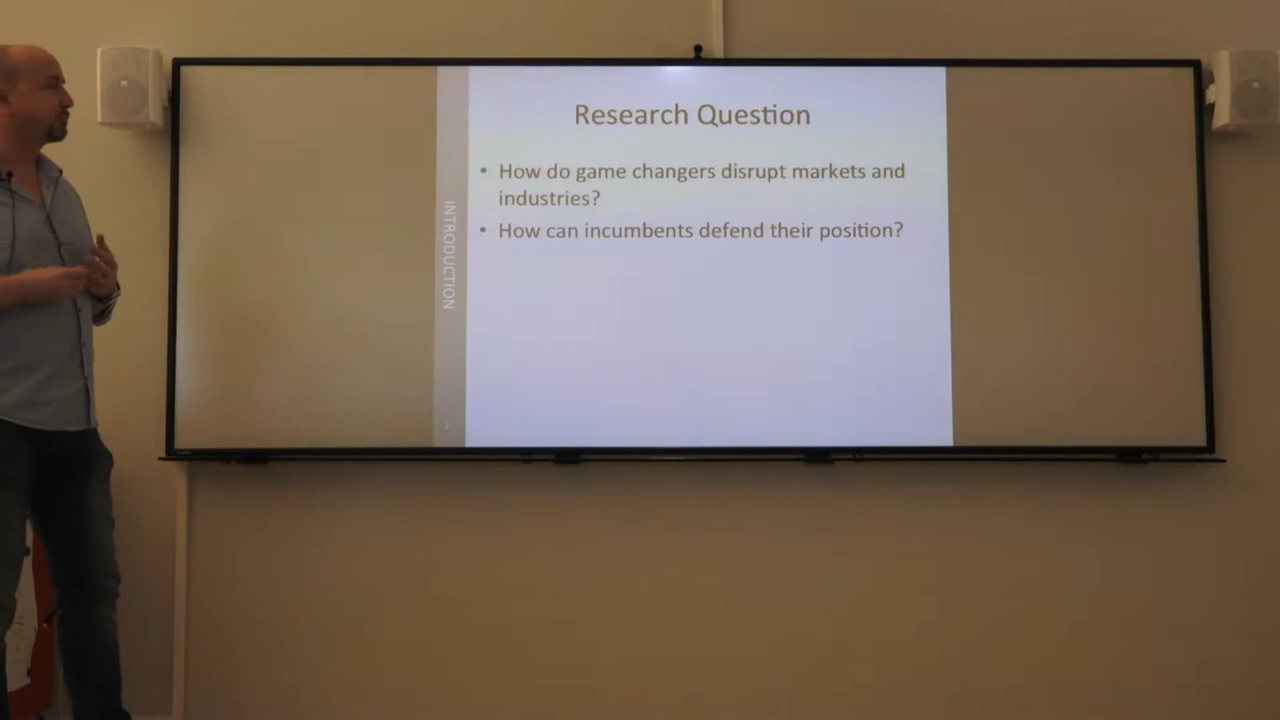 Research Question
• How do game changers disrupt markets and
industries?
• How can incumbents defend their position?
INTRODUCTION